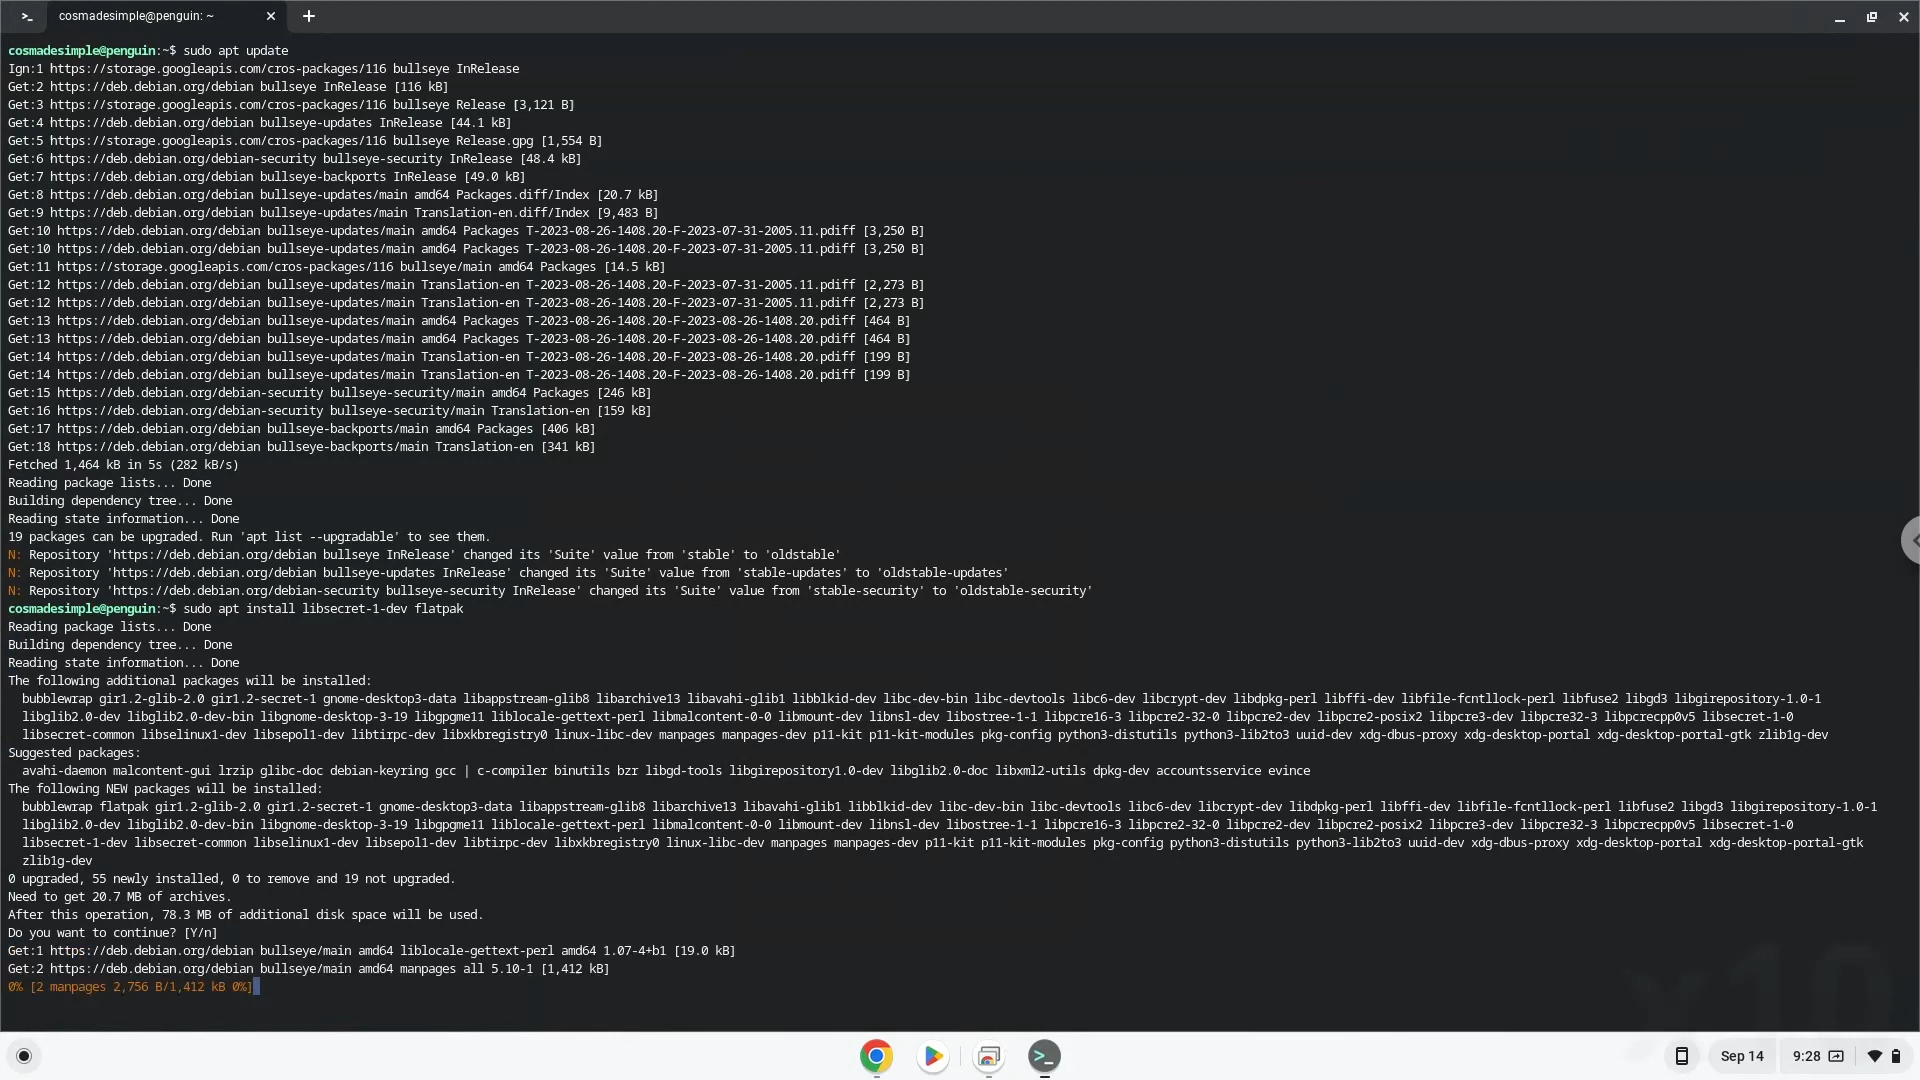 cosmadesimple@penguin: ~
cosmadesimple@penguin:~$ sudo apt update
Ign:1 https://storage.googleapis.com/cros-packages/116 bullseye InRelease
Get:2 https://deb.debian.org/debian bullseye InRelease [116 kB]
Get:3 https://storage.googleapis.com/cros-packages/116 bullseye Release [3,121 B]
Get:4 https://deb.debian.org/debian bullseye-updates InRelease [44.1 kB]
Get:5 https://storage.googleapis.com/cros-packages/116 bullseye Release.gpg [1,554 B]
Get:6 https://deb.debian.org/debian-security bullseye-security InRelease [48.4 kB]
Get:7 https://deb.debian.org/debian bullseye-backports InRelease [49.0 kB]
Get:8 https://deb.debian.org/debian bullseye-updates/main amd64 Packages.diff/Index [20.7 kB]
Get:9 https://deb.debian.org/debian bullseye-updates/main Translation-en.diff/Index [9,483 B]
Get:10 https://deb.debian.org/debian bullseye-updates/main amd64 Packages T-2023-08-26-1408.20-F-2023-07-31-2005.11.pdiff [3,250 B]
Get:10 https://deb.debian.org/debian bullseye-updates/main amd64 Packages T-2023-08-26-1408.20-F-2023-07-31-2005.11.pdiff [3,250 B]
Get:11 https://storage.googleapis.com/cros-packages/116 bullseye/main amd64 Packages [14.5 kB]
Get:12 https://deb.debian.org/debian bullseye-updates/main Translation-en T-2023-08-26-1408.20-F-2023-07-31-2005.11.pdiff [2,273 B]
Get:12 https://deb.debian.org/debian bullseye-updates/main Translation-en T-2023-08-26-1408.20-F-2023-07-31-2005.11.pdiff [2,273 B]
Get:13 https://deb.debian.org/debian bullseye-updates/main amd64 Packages T-2023-08-26-1408.20-F-2023-08-26-1408.20.pdiff [464 B]
Get:13 https://deb.debian.org/debian bullseye-updates/main amd64 Packages T-2023-08-26-1408.20-F-2023-08-26-1408.20.pdiff [464 B]
Get:14 https://deb.debian.org/debian bullseye-updates/main Translation-en T-2023-08-26-1408.20-F-2023-08-26-1408.20.pdiff [199 B]
Get:14 https://deb.debian.org/debian bullseye-updates/main Translation-en T-2023-08-26-1408.20-F-2023-08-26-1408.20.pdiff [199 B]
Get:15 https://deb.debian.org/debian-security bullseye-security/main amd64 Packages [246 kB]
Get:16 https://deb.debian.org/debian-security bullseye-security/main Translation-en [159 kB]
Get:17 https://deb.debian.org/debian bullseye-backports/main amd64 Packages [406 kB]
Get:18 https://deb.debian.org/debian bullseye-backports/main Translation-en [341 kB]
Fetched 1,464 kB in 5s (282 kB/s)
Reading package lists... Done
Building dependency tree... Done
Reading state information... Done
19 packages can be upgraded. Run 'apt list --upgradable' to see them.
N: Repository 'https://deb.debian.org/debian bullseye InRelease' changed its 'Suite' value from 'stable' to 'oldstable'
N: Repository 'https://deb.debian.org/debian bullseye-updates InRelease' changed its 'Suite' value from 'stable-updates' to 'oldstable-updates'
N: Repository 'https://deb.debian.org/debian-security bullseye-security InRelease' changed its 'Suite' value from 'stable-security' to 'oldstable-security'
cosmadesimple@penguin:~$ sudo apt install libsecret-1-dev flatpak
Reading package lists... Done
Building dependency tree... Done
Reading state information... Done
The following additional packages will be installed:
bubblewrap gir1.2-glib-2.0 gir1.2-secret-1 gnome-desktop3-data libappstream-glib8 libarchive13 libavahi-glib1 libblkid-dev libc-dev-bin libc-devtools libc6-dev libcrypt-dev libdpkg-perl libffi-dev libfile-fcntllock-perl libfuse2 libgd3 libgirepository-1.0-1
libglib2.0-dev libglib2.0-dev-bin libgnome-desktop-3-19 libgpgme11 liblocale-gettext-perl libmalcontent-0-0 libmount-dev libnsl-dev libostree-1-1 libpcre16-3 libpcre2-32-0 libpcre2-dev libpcre2-posix2 libpcre3-dev libpcre32-3 libpcrecpp0v5 libsecret-1-0
libsecret-common libselinux1-dev libsepol1-dev libtirpc-dev libxkbregistry0 linux-libc-dev manpages manpages-dev p11-kit p11-kit-modules pkg-config python3-distutils python3-lib2to3 uuid-dev xdg-dbus-proxy xdg-desktop-portal xdg-desktop-portal-gtk zlib1g-dev
Suggested packages:
avahi-daemon malcontent-gui lrzip glibc-doc debian-keyring gcc | c-compiler binutils bzr libgd-tools libgirepository1.0-dev libglib2.0-doc libxml2-utils dpkg-dev accountsservice evince
The following NEW packages will be installed:
bubblewrap flatpak gir1.2-glib-2.0 gir1.2-secret-1 gnome-desktop3-data libappstream-glib8 libarchive13 libavahi-glib1 libblkid-dev libc-dev-bin libc-devtools libc6-dev libcrypt-dev libdpkg-perl libffi-dev libfile-fcntllock-perl libfuse2 libgd3 libgirepository-1.0-1
libglib2.0-dev libglib2.0-dev-bin libgnome-desktop-3-19 libgpgme11 liblocale-gettext-perl libmalcontent-0-0 libmount-dev libnsl-dev libostree-1-1 libpcre16-3 libpcre2-32-0 libpcre2-dev libpcre2-posix2 libpcre3-dev libpcre32-3 libpcrecpp0v5 libsecret-1-0
libsecret-1-dev libsecret-common libselinux1-dev libsepol1-dev libtirpc-dev libxkbregistry0 linux-libc-dev manpages manpages-dev p11-kit p11-kit-modules pkg-config python3-distutils python3-lib2to3 uuid-dev xdg-dbus-proxy xdg-desktop-portal xdg-desktop-portal-gtk
zlib1g-dev
0 upgraded, 55 newly installed, 0 to remove and 19 not upgraded.
Need to get 20.7 MB of archives.
After this operation, 78.3 MB of additional disk space will be used.
Do you want to continue? [Y/n]
Get:1 https://deb.debian.org/debian bullseye/main amd64 liblocale-gettext-perl amd64 1.07-4+b1 [19.0 kB]
Get:2 https://deb.debian.org/debian bullseye/main amd64 manpages all 5.10-1 [1,412 kB]
0% [2 manpages 2,756 B/1,412 kB 0%]
x10
Sep 14
9:28